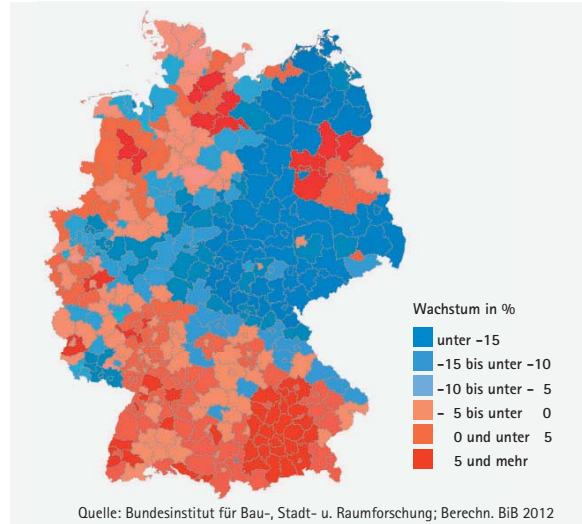 Wachstum in %
unter -15
-15 bis unter -10
-10 bis unter - 5
- 5 bis unter 0
0 und unter 5
5 und mehr
Quelle: Bundesinstitut für Bau-, Stadt- u. Raumforschung; Berechn. BiB 2012